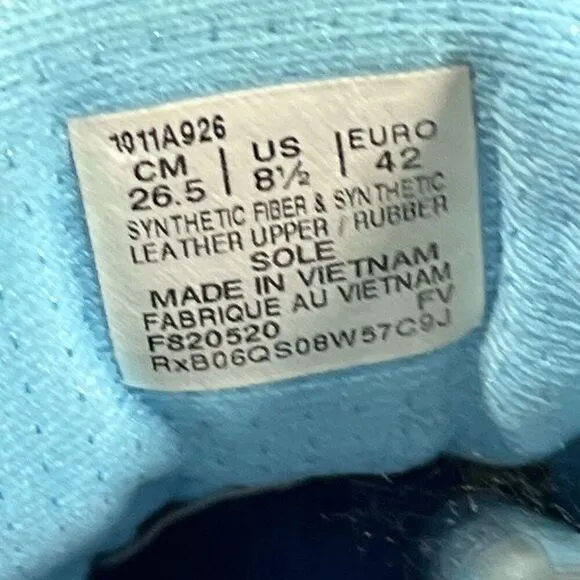 1011A926
CM | US | EURO
26.5 | 8½ | 42
SYNTHETIC FIBER & SYNTHETIC
LEATHER UPPER / RUBBER
SOLE
MADE IN VIETNAM
FABRIQUE AU VIETNAM
F820520 FV
RxB06QS08W57C9J